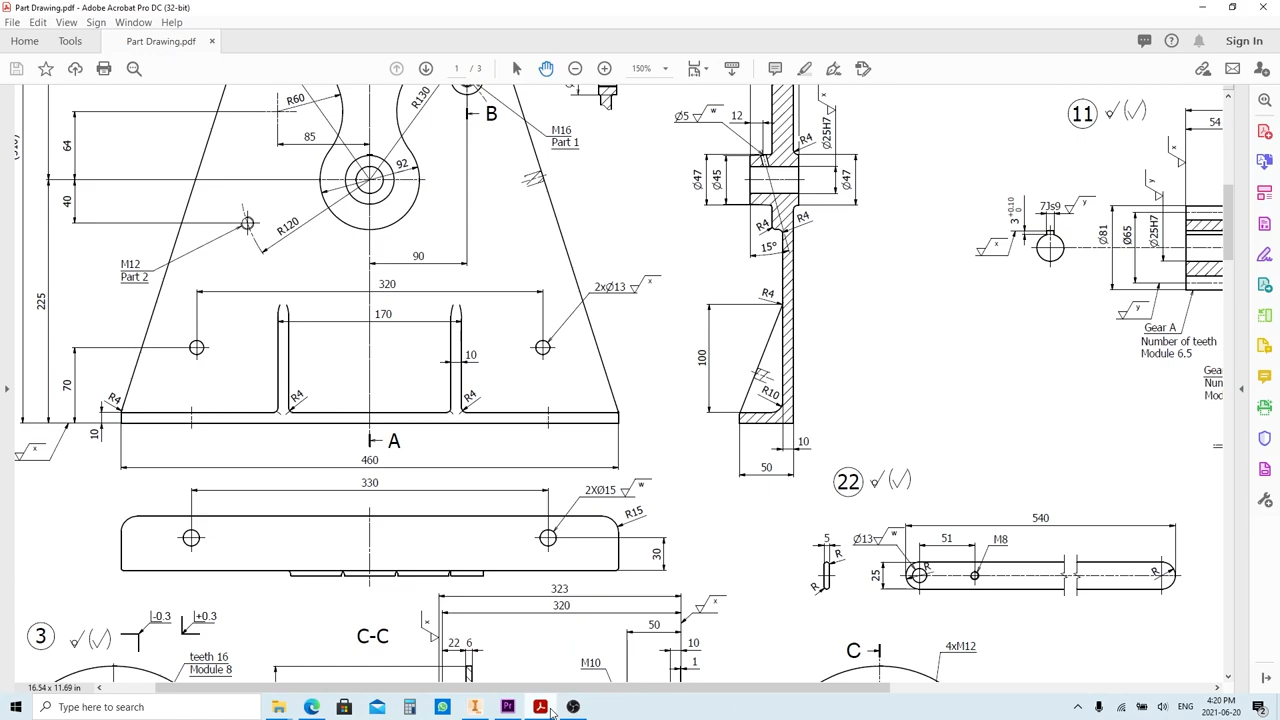 Part Drawing.pdf - Adobe Acrobat Pro DC (32-bit)
File Edit View Sign Window Help
Home Tools Part Drawing.pdf × Sign In
1 / 3 150%
R60
R130
B
M16
Part 1
64
85
92
40
R120
M12
Part 2
90
225
320
2xØ13 x
170
10
70
R4
R4
R4
10
x
A
460
330
2XØ15 w
R15
30
Ø5 w
12
x
Ø25H7
R4
Ø47
Ø45
Ø47
R4
R4
15°
R4
100
R10
10
50
11
54
x
y
7Js9 y
3 +0.10
0
x
Ø81
Ø65
Ø25H7
y
Gear A
Number of teeth
Module 6.5
22
540
5
R
R
Ø13 w
51
M8
25
R
R
323
320
x
50
-0.3 +0.3
3
C-C
x
22 6
10
1
teeth 16
Module 8
M10
C
4xM12
16.54 x 11.69 in
Type here to search
ENG
4:20 PM
2021-06-20
2